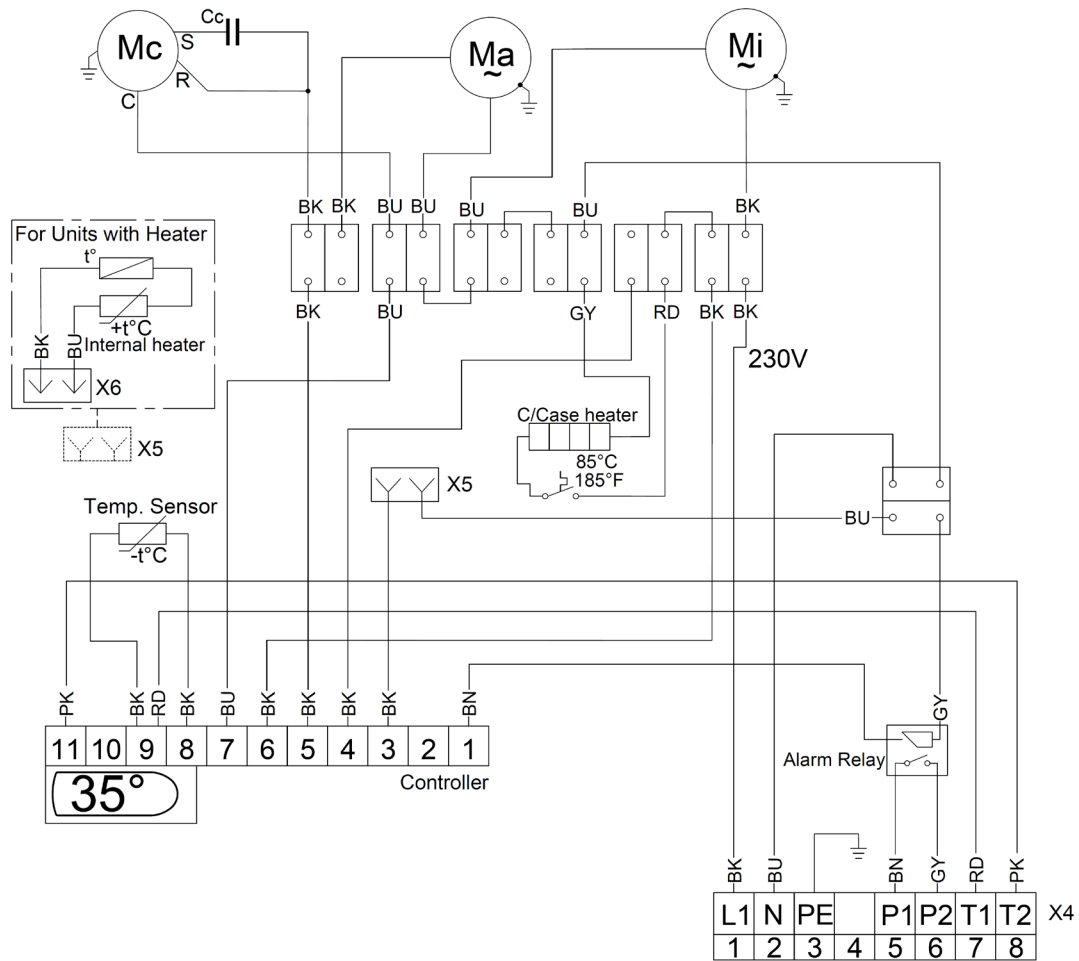 Mc
S
R
C
Cc
Ma
~
Mi
~
BK BK BU BU BU BU BK
For Units with Heater
t°
+t°C
Internal heater
BK
BU
X6
X5
BK BU GY RD BK BK
230V
C/Case heater
85°C
185°F
X5
BU
Temp. Sensor
-t°C
PK BK RD BK BU BK BK BK BK BN
11 10 9 8 7 6 5 4 3 2 1
35°
Controller
GY
Alarm Relay
BK BU BN GY RD PK
L1 N PE P1 P2 T1 T2 X4
1 2 3 4 5 6 7 8